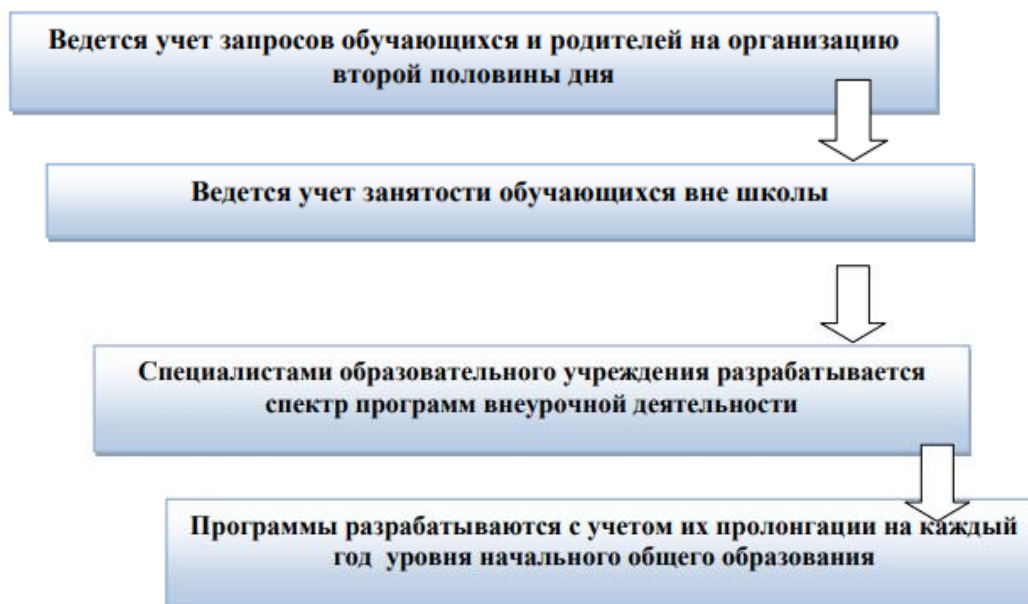 Ведется учет запросов обучающихся и родителей на организацию
второй половины дня
Ведется учет занятости обучающихся вне школы
Специалистами образовательного учреждения разрабатывается
спектр программ внеурочной деятельности
Программы разрабатываются с учетом их пролонгации на каждый
год уровня начального общего образования